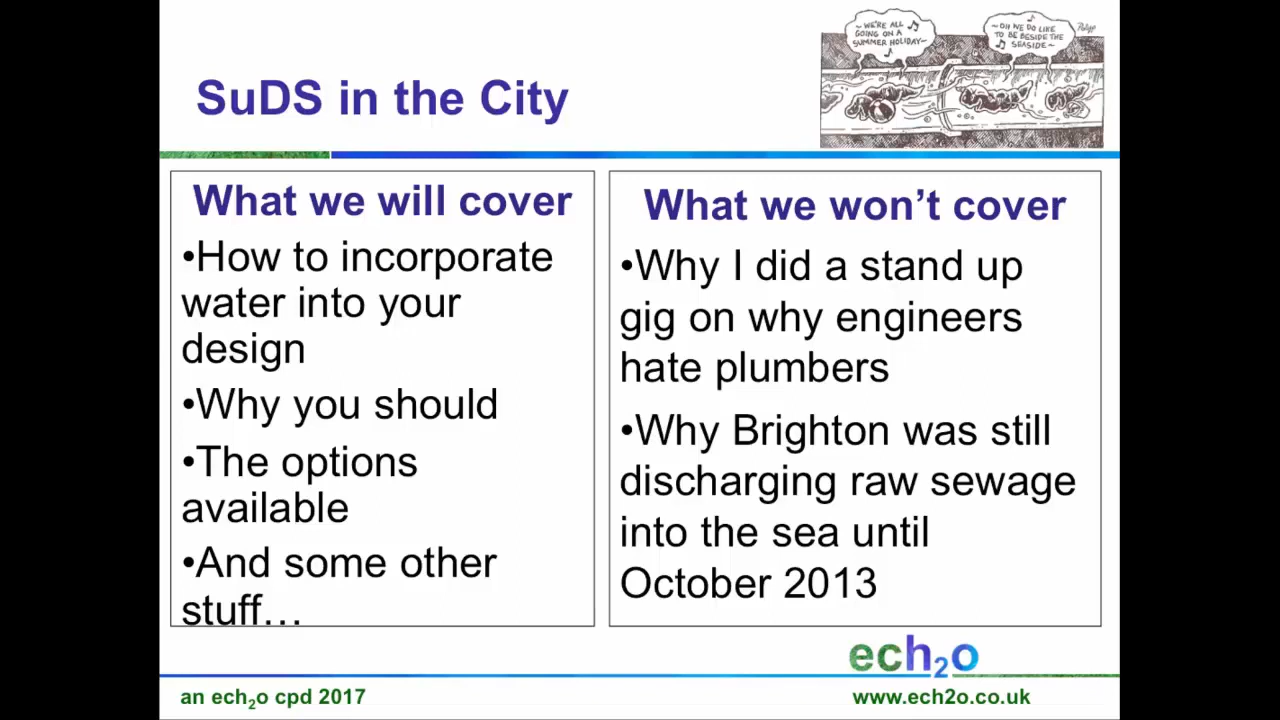 SuDS in the City
~WE'RE ALL
GOING ON A
SUMMER HOLIDAY~
~OH WE DO LIKE
TO BE BESIDE THE
SEASIDE~
What we will cover
•How to incorporate
water into your
design
•Why you should
•The options
available
•And some other
stuff…
What we won’t cover
•Why I did a stand up
gig on why engineers
hate plumbers
•Why Brighton was still
discharging raw sewage
into the sea until
October 2013
ech₂o
an ech₂o cpd 2017
www.ech2o.co.uk